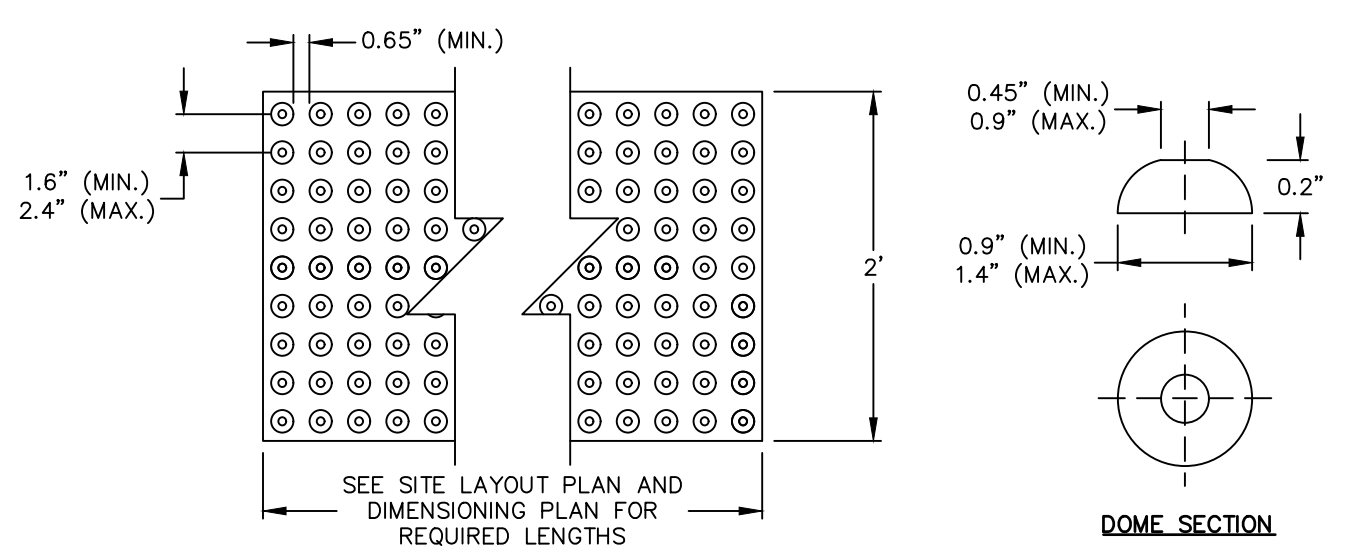 0.65” (MIN.)
1.6” (MIN.)
2.4” (MAX.)
2'
SEE SITE LAYOUT PLAN AND
DIMENSIONING PLAN FOR
REQUIRED LENGTHS
0.45” (MIN.)
0.9” (MAX.)
0.2”
0.9” (MIN.)
1.4” (MAX.)
DOME SECTION